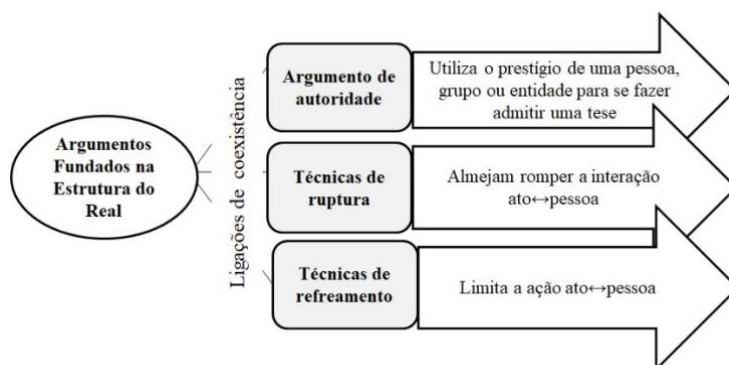 Argumentos
Fundados na
Estrutura do
Real
Ligações de coexistência
Argumento de
autoridade
Utiliza o prestígio de uma pessoa,
grupo ou entidade para se fazer
admitir uma tese
Técnicas de
ruptura
Almejam romper a interação
ato↔pessoa
Técnicas de
refreamento
Limita a ação ato↔pessoa